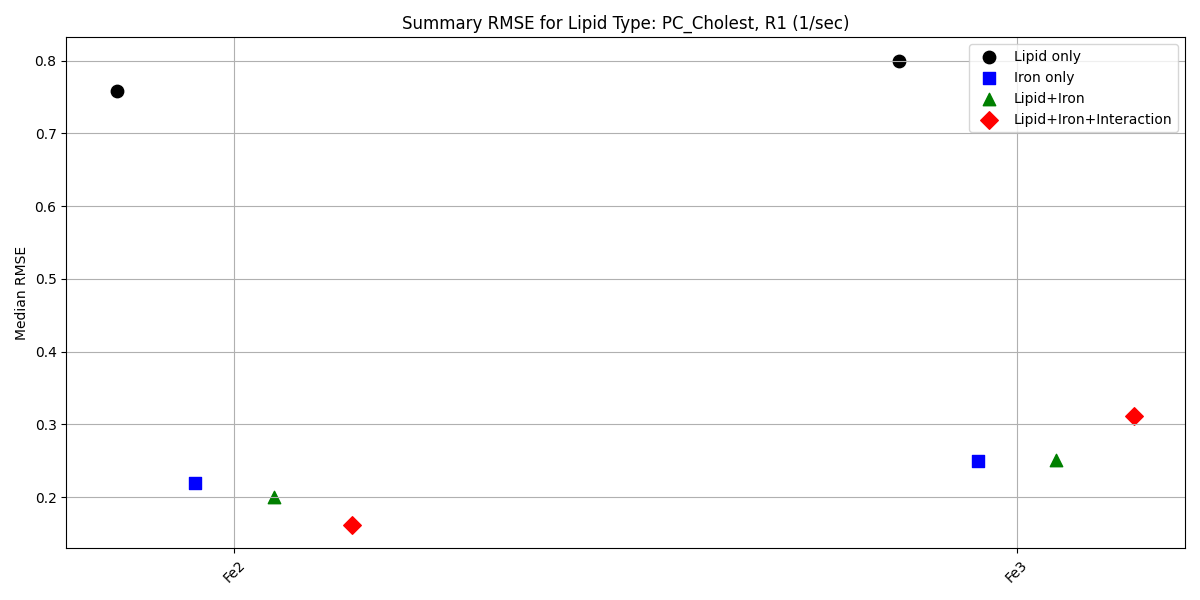 Summary RMSE for Lipid Type: PC_Cholest, R1 (1/sec)
Lipid only
Iron only
Lipid+Iron
Lipid+Iron+Interaction
Median RMSE
0.8
0.7
0.6
0.5
0.4
0.3
0.2
Fe2
Fe3